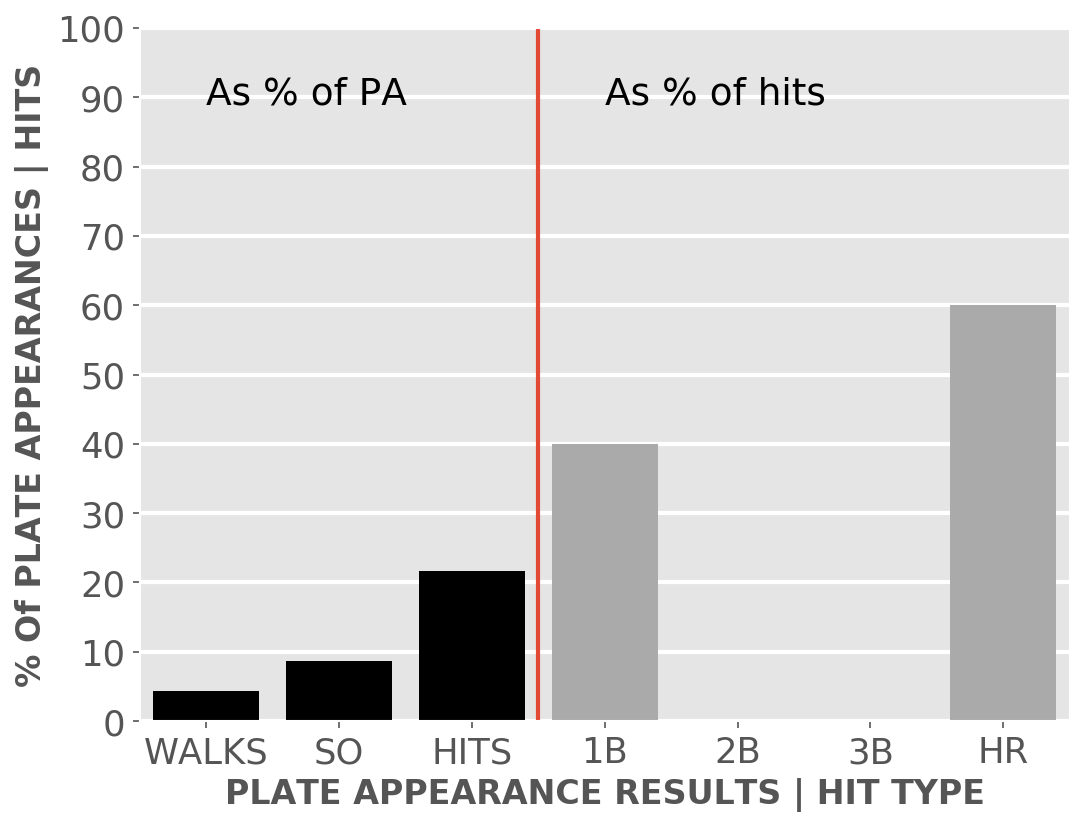 % Of PLATE APPEARANCES | HITS
100
90
80
70
60
50
40
30
20
10
0
As % of PA
As % of hits
WALKS SO HITS 1B 2B 3B HR
PLATE APPEARANCE RESULTS | HIT TYPE